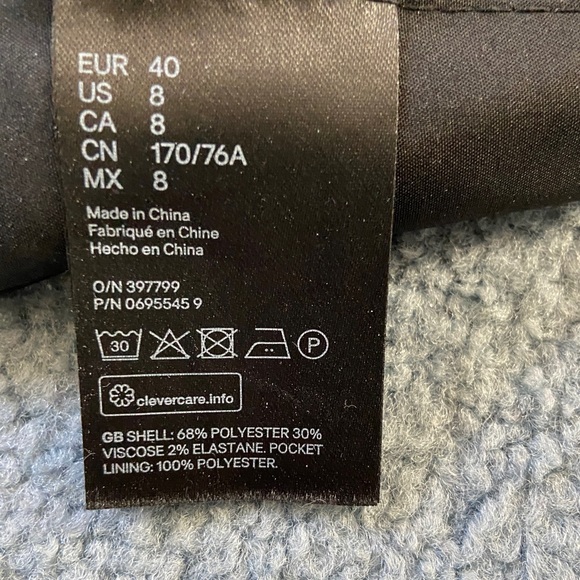 EUR 40
US 8
CA 8
CN 170/76A
MX 8
Made in China
Fabriqué en Chine
Hecho en China
O/N 397799
P/N 0695545 9
30 P
clevercare.info
GB SHELL: 68% POLYESTER 30%
VISCOSE 2% ELASTANE. POCKET
LINING: 100% POLYESTER.